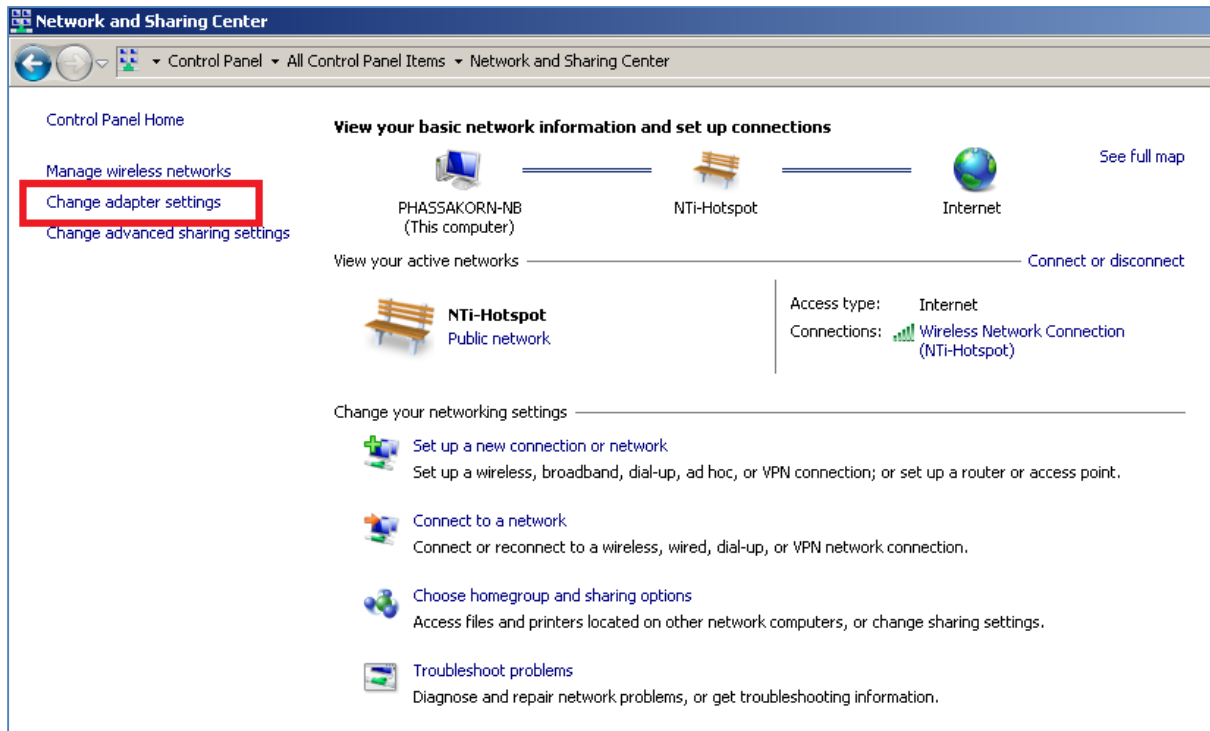 Network and Sharing Center
Control Panel All Control Panel Items Network and Sharing Center
Control Panel Home
Manage wireless networks
Change adapter settings
Change advanced sharing settings
View your basic network information and set up connections
See full map
PHASSAKORN-NB
(This computer)
NTi-Hotspot
Internet
View your active networks
Connect or disconnect
NTi-Hotspot
Public network
Access type: Internet
Connections: Wireless Network Connection
(NTi-Hotspot)
Change your networking settings
Set up a new connection or network
Set up a wireless, broadband, dial-up, ad hoc, or VPN connection; or set up a router or access point.
Connect to a network
Connect or reconnect to a wireless, wired, dial-up, or VPN network connection.
Choose homegroup and sharing options
Access files and printers located on other network computers, or change sharing settings.
Troubleshoot problems
Diagnose and repair network problems, or get troubleshooting information.